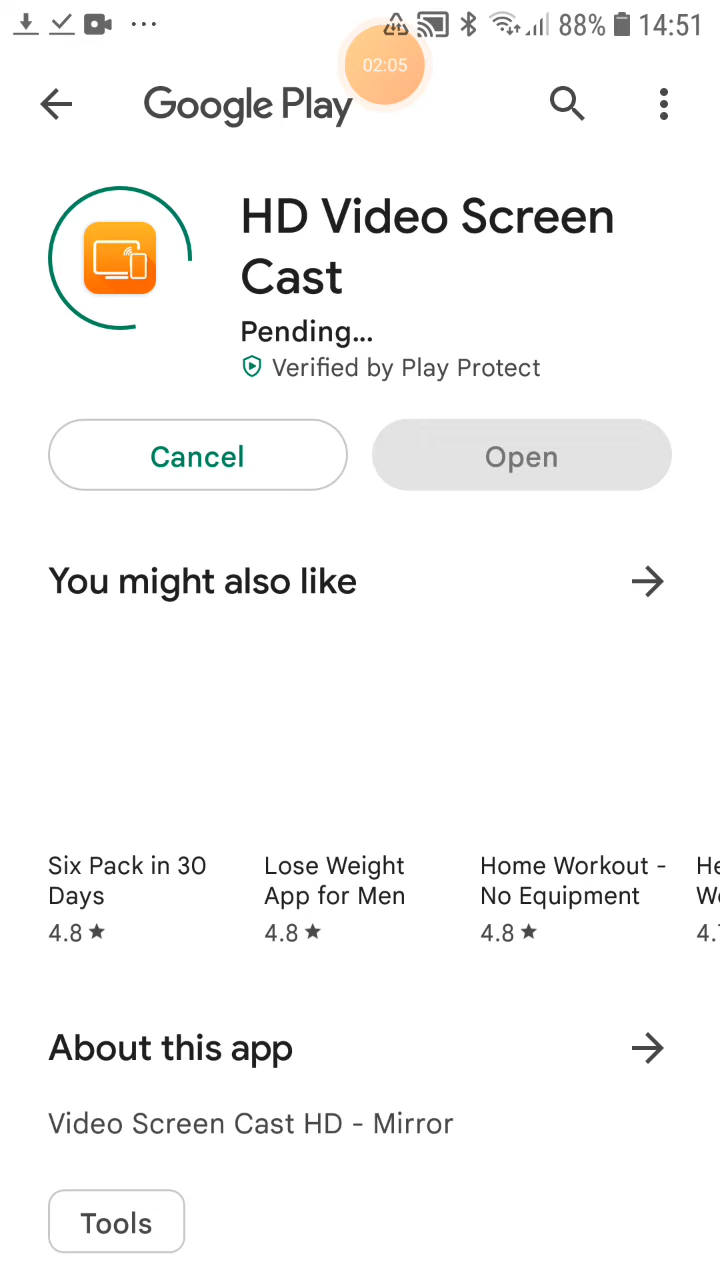 88% 14:51
02:05
Google Play
HD Video Screen
Cast
Pending...
Verified by Play Protect
Cancel Open
You might also like
Six Pack in 30 Lose Weight Home Workout - He
Days App for Men No Equipment W
4.8★ 4.8★ 4.8★ 4.
About this app
Video Screen Cast HD - Mirror
Tools